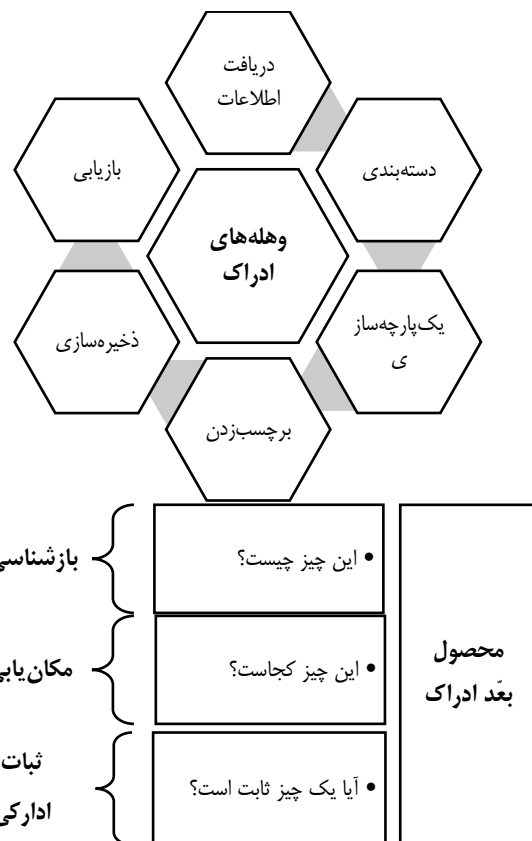 دریافت
اطلاعات
دسته‌بندی
یک‌پارچه‌ساز
ی
برچسب‌زدن
ذخیره‌سازی
بازیابی
وهله‌های
ادراک
محصول
بعّد ادراک
• این چیز چیست؟
بازشناسی
• این چیز کجاست؟
مکان‌یابی
• آیا یک چیز ثابت است؟
ثبات
ادارکی